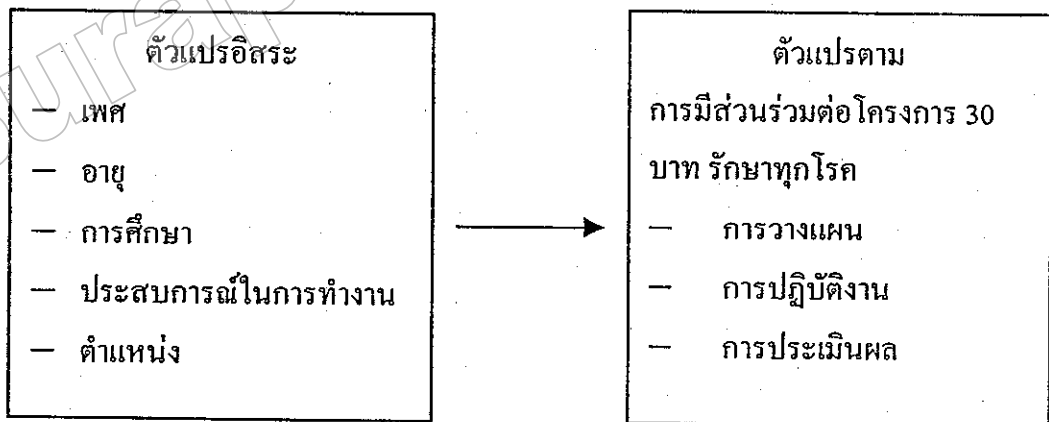 ตัวแปรอิสระ
— เพศ
— อายุ
— การศึกษา
— ประสบการณ์ในการทำงาน
— ตำแหน่ง
ตัวแปรตาม
การมีส่วนร่วมต่อโครงการ 30
บาท รักษาทุกโรค
— การวางแผน
— การปฏิบัติงาน
— การประเมินผล